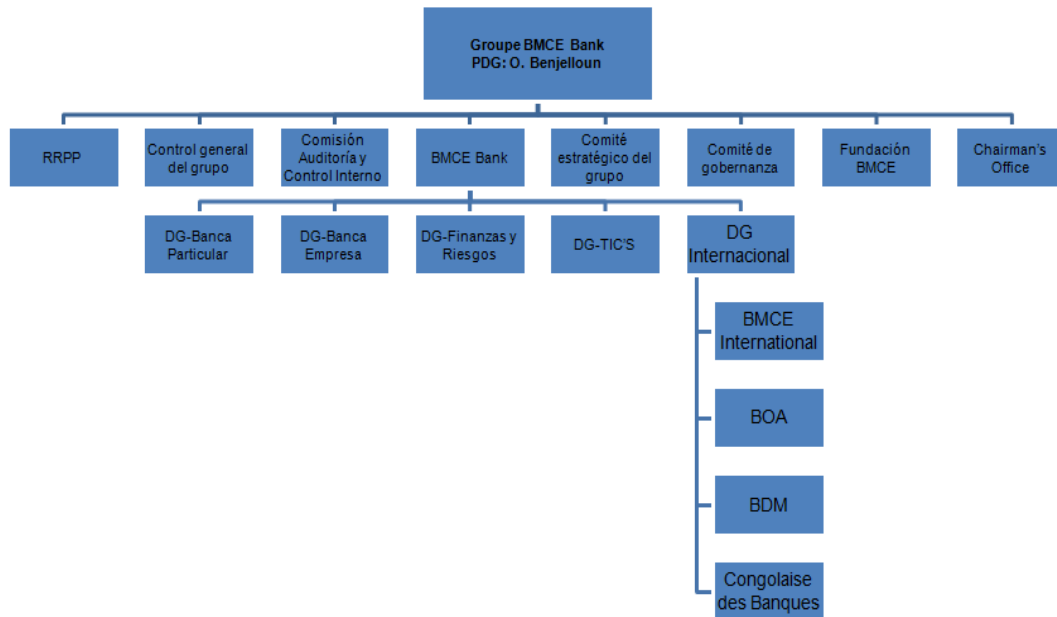 Groupe BMCE Bank
PDG: O. Benjelloun
RRPP
Control general
del grupo
Comisión
Auditoría y
Control Interno
BMCE Bank
Comité
estratégico del
grupo
Comité de
gobernanza
Fundación
BMCE
Chairman's
Office
DG-Banca
Particular
DG-Banca
Empresa
DG-Finanzas y
Riesgos
DG-TIC'S
DG
Internacional
BMCE
International
BOA
BDM
Congolaise
des Banques